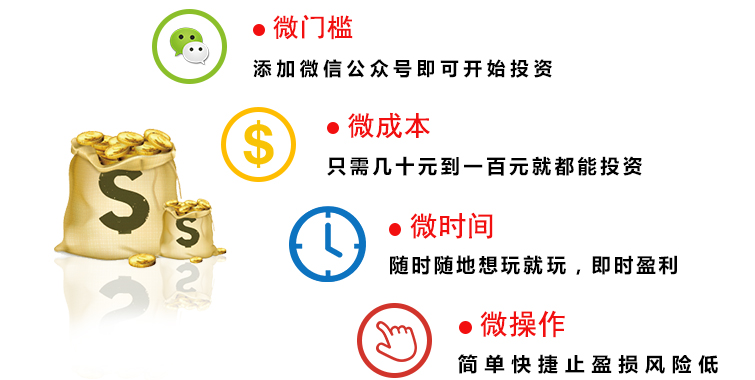 微门槛
添加微信公众号即可开始投资
$
微成本
只需几十元到一百元就都能投资
S
S
微时间
随时随地想玩就玩，即时盈利
微操作
简单快捷止盈损风险低